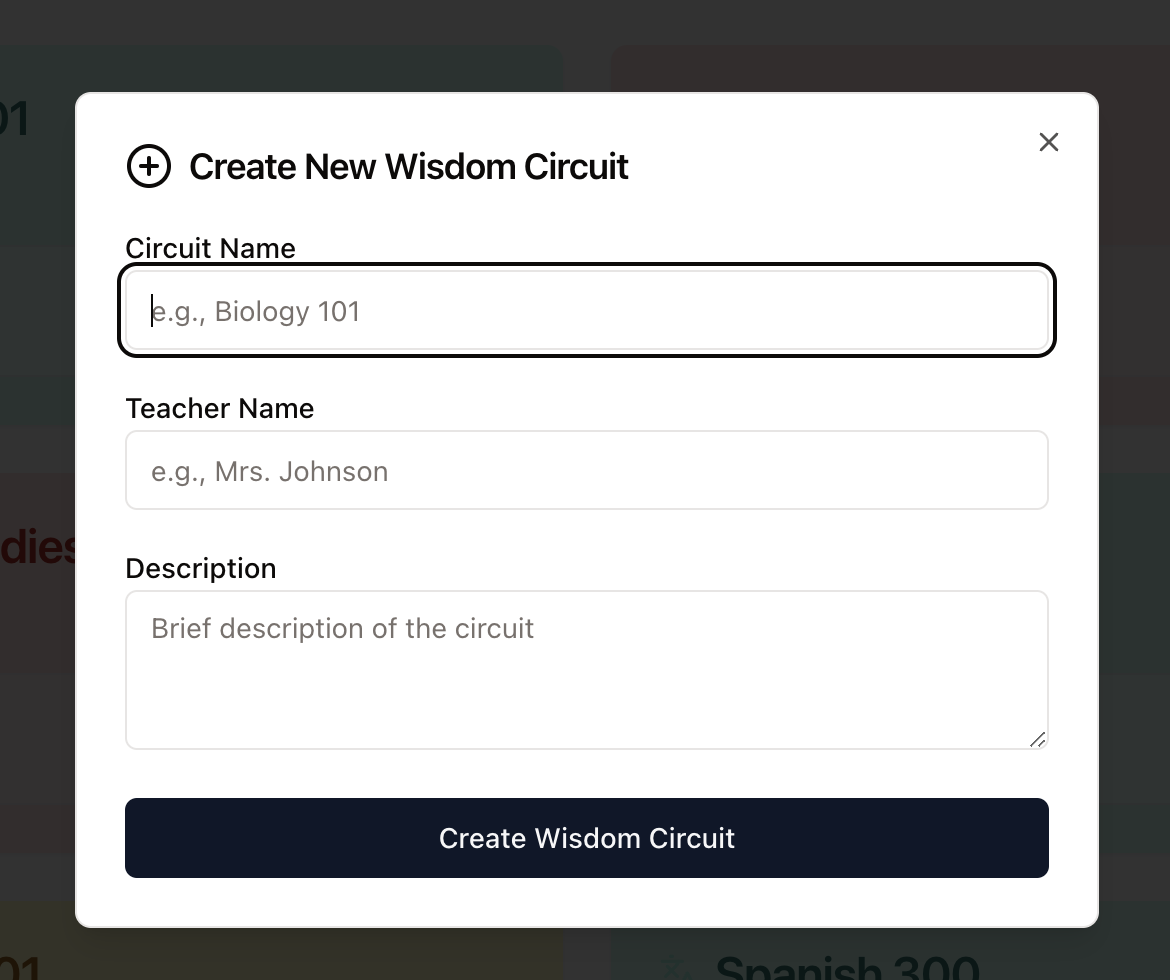 01
Create New Wisdom Circuit
Circuit Name
e.g., Biology 101
Teacher Name
e.g., Mrs. Johnson
dies
Description
Brief description of the circuit
Create Wisdom Circuit
01
Spanish 300